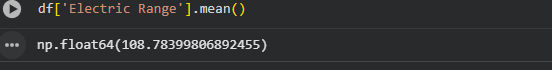 df['Electric Range'].mean()
np.float64(108.78399806892455)